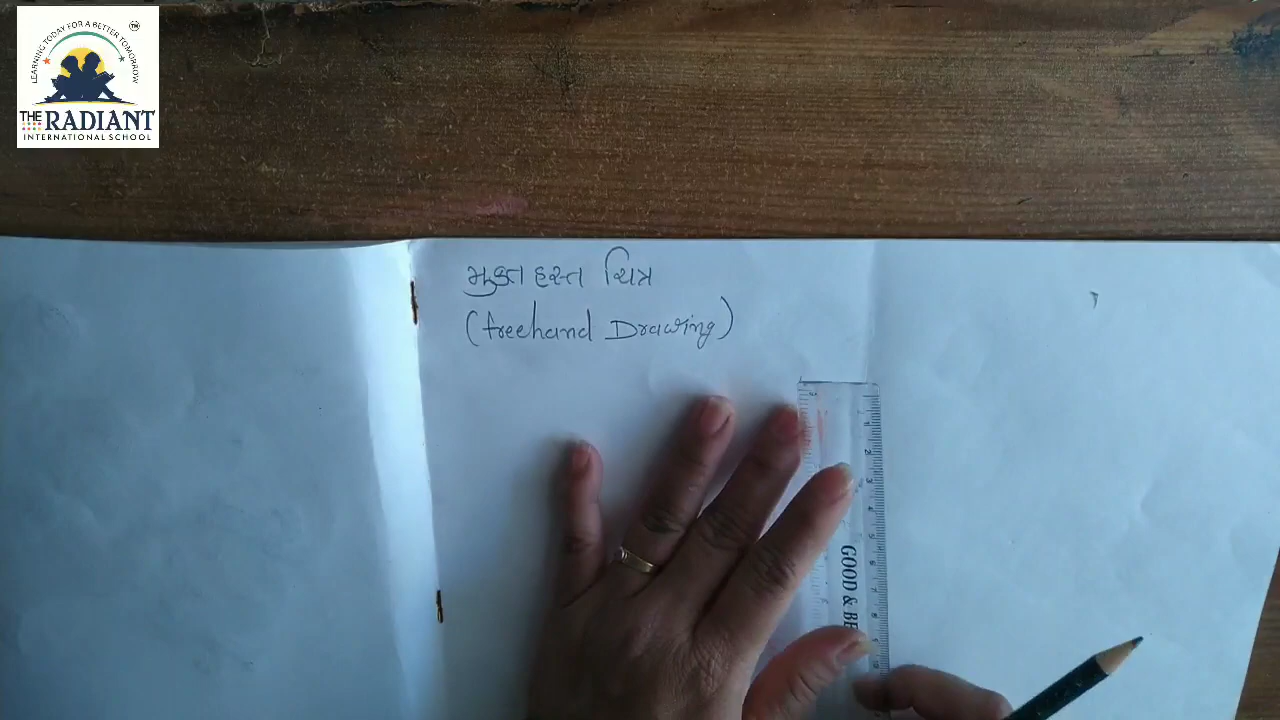 LEARNING TODAY FOR A BETTER TOMORROW
THE RADIANT
INTERNATIONAL SCHOOL
મુક્ત હસ્ત ચિત્ર
(freehand Drawing)
GOOD & BE